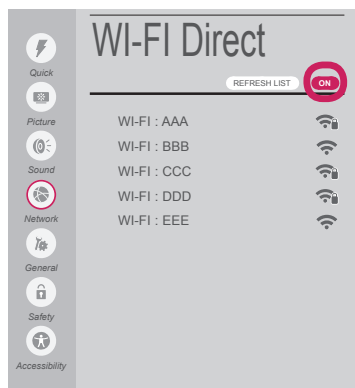 WI-FI Direct
REFRESH LIST ON
Quick
Picture
Sound
Network
General
Safety
Accessibility
WI-FI : AAA
WI-FI : BBB
WI-FI : CCC
WI-FI : DDD
WI-FI : EEE